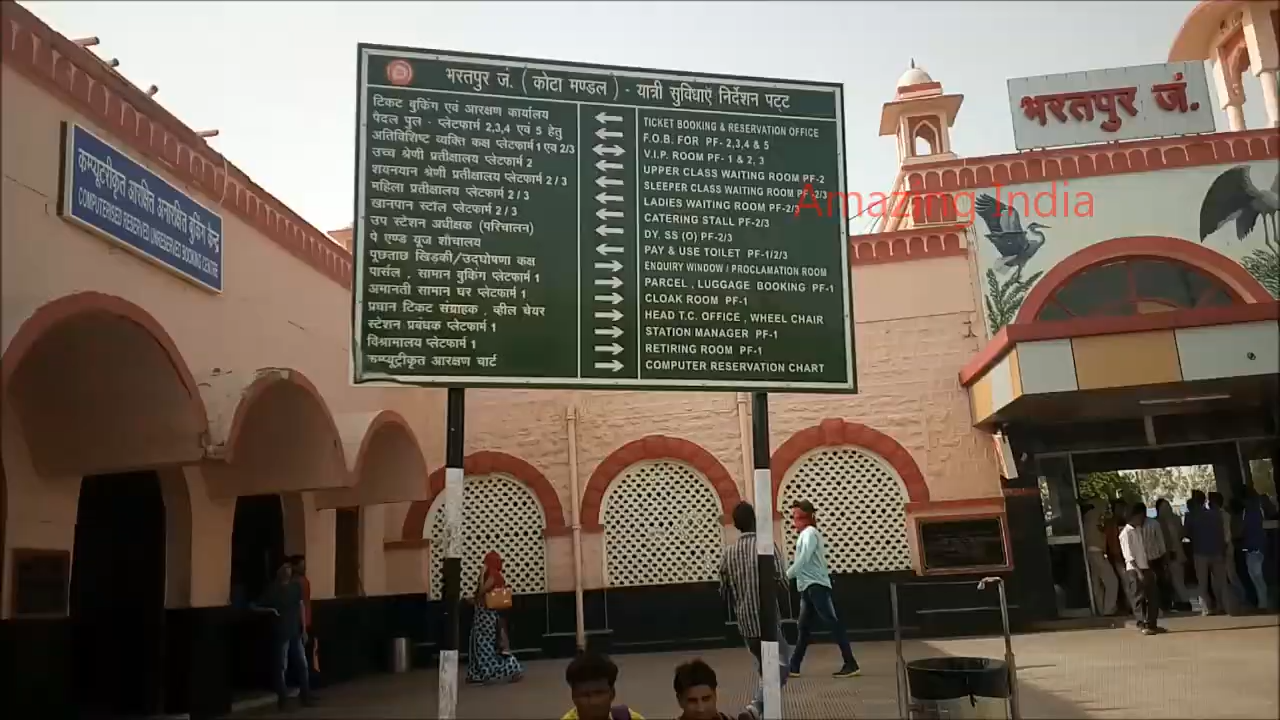 भरतपुर जं. ( कोटा मण्डल ) - यात्री सुविधाएँ निर्देशन पट्ट
टिकट बुकिंग एवं आरक्षण कार्यालय ← TICKET BOOKING & RESERVATION OFFICE
पेदल पुल - प्लेटफार्म 2,3,4 एवं 5 हेतु ↔ F.O.B. FOR PF- 2,3,4 & 5
अतिविशिष्ट व्यक्ति कक्ष प्लेटफार्म 1 एवं 2/3 ↔ V.I.P. ROOM PF- 1 & 2, 3
उच्च श्रेणी प्रतीक्षालय प्लेटफार्म 2 ← UPPER CLASS WAITING ROOM PF-2
शयनयान श्रेणी प्रतीक्षालय प्लेटफार्म 2 / 3 ← SLEEPER CLASS WAITING ROOM PF-2/3
महिला प्रतीक्षालय प्लेटफार्म 2 / 3 ← LADIES WAITING ROOM PF-2/3
खानपान स्टॉल प्लेटफार्म 2 / 3 ← CATERING STALL PF-2/3
उप स्टेशन अधीक्षक (परिचालन) ← DY. SS (O) PF-2/3
पे एण्ड यूज शौचालय ← PAY & USE TOILET PF-1/2/3
पूछताछ खिड़की/उद्घोषणा कक्ष → ENQUIRY WINDOW / PROCLAMATION ROOM
पार्सल , सामान बुकिंग प्लेटफार्म 1 → PARCEL , LUGGAGE BOOKING PF-1
अमानती सामान घर प्लेटफार्म 1 → CLOAK ROOM PF-1
प्रधान टिकट संग्राहक , व्हील चेयर → HEAD T.C. OFFICE , WHEEL CHAIR
स्टेशन प्रबंधक प्लेटफार्म 1 → STATION MANAGER PF-1
विश्रामालय प्लेटफार्म 1 → RETIRING ROOM PF-1
कम्प्यूट्रीकृत आरक्षण चार्ट → COMPUTER RESERVATION CHART
कम्प्यूटरीकृत आरक्षित अनारक्षित बुकिंग केन्द्र
COMPUTERISED RESERVED UNRESERVED BOOKING CENTRE
भरतपुर जं.
Amazing India